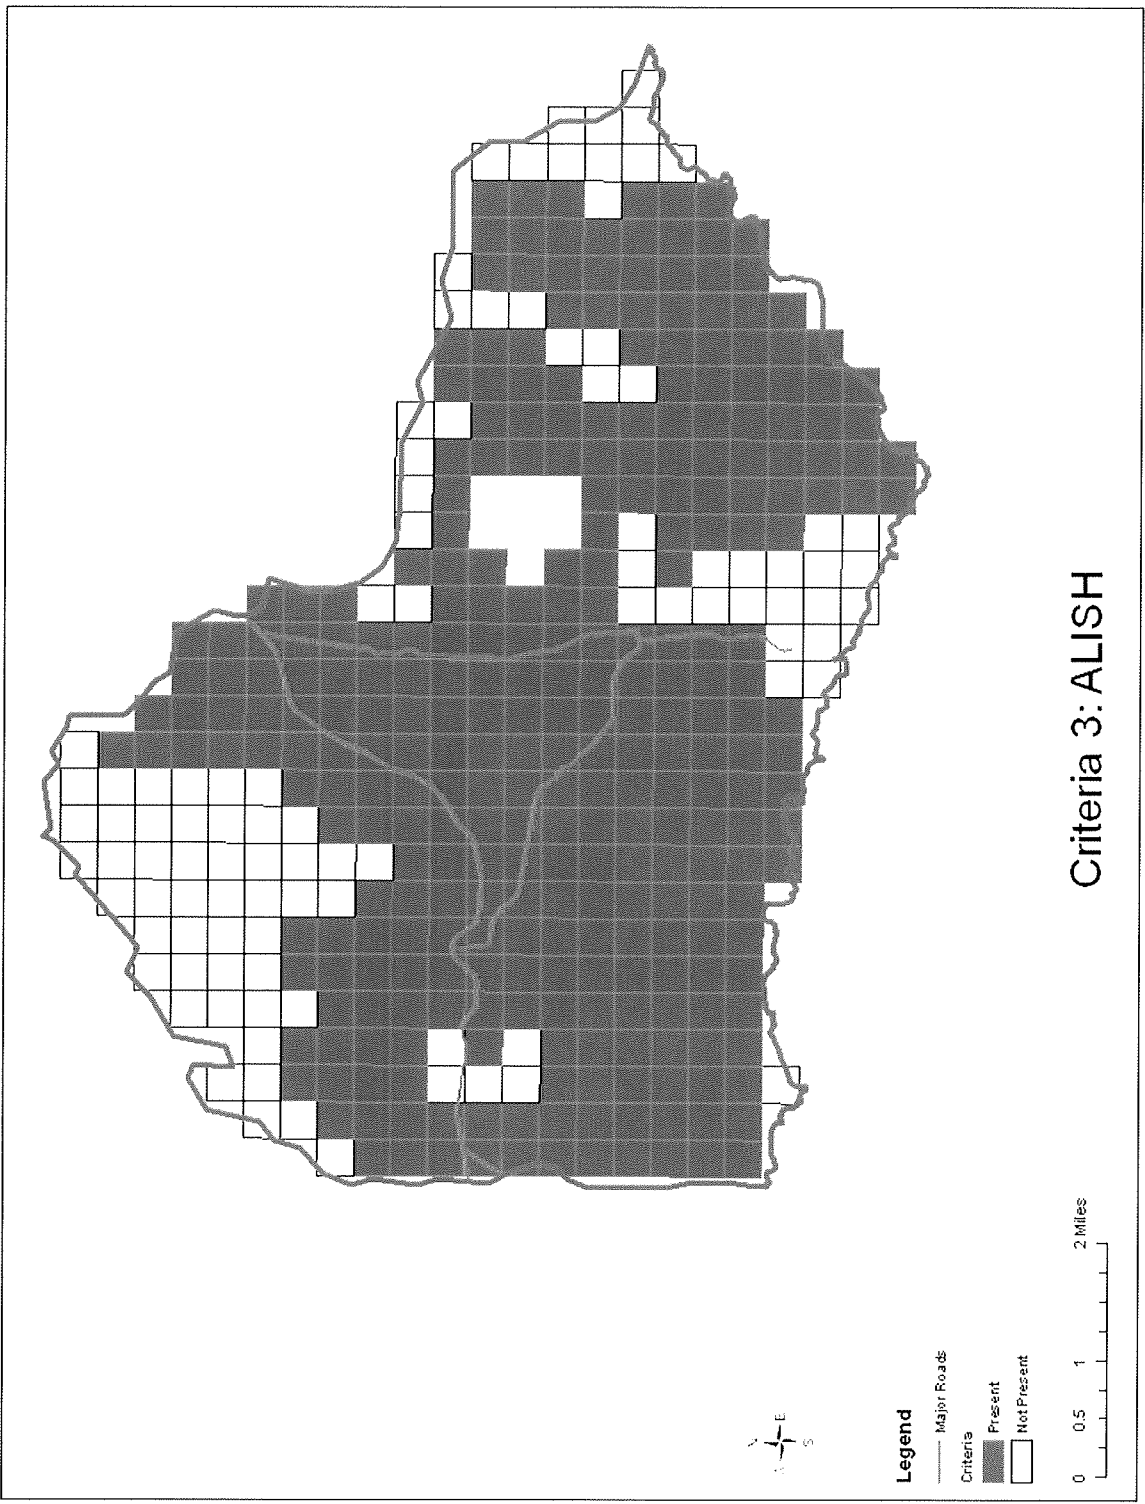 Criteria 3: ALISH
Legend
Major Roads
Criteria
Present
Not Present
0 0.5 1 2 Miles
E
S